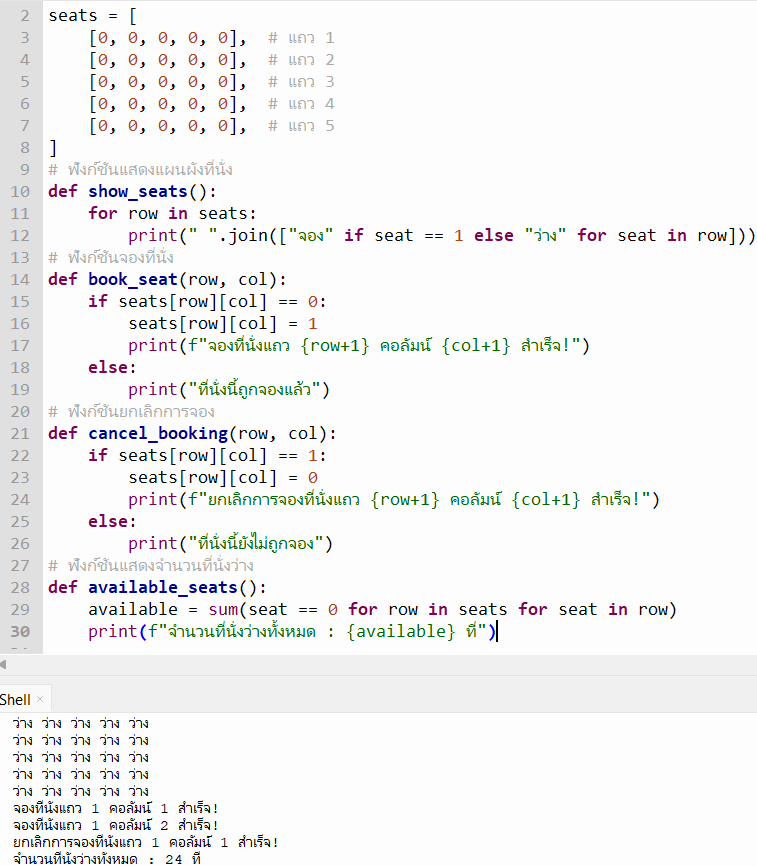 2 seats = [
3     [0, 0, 0, 0, 0],  # แถว 1
4     [0, 0, 0, 0, 0],  # แถว 2
5     [0, 0, 0, 0, 0],  # แถว 3
6     [0, 0, 0, 0, 0],  # แถว 4
7     [0, 0, 0, 0, 0],  # แถว 5
8 ]
9 # ฟังก์ชันแสดงแผนผังที่นั่ง
10 def show_seats():
11     for row in seats:
12         print(" ".join(["จอง" if seat == 1 else "ว่าง" for seat in row]))
13 # ฟังก์ชันจองที่นั่ง
14 def book_seat(row, col):
15     if seats[row][col] == 0:
16         seats[row][col] = 1
17         print(f"จองที่นั่งแถว {row+1} คอลัมน์ {col+1} สำเร็จ!")
18     else:
19         print("ที่นั่งนี้ถูกจองแล้ว")
20 # ฟังก์ชันยกเลิกการจอง
21 def cancel_booking(row, col):
22     if seats[row][col] == 1:
23         seats[row][col] = 0
24         print(f"ยกเลิกการจองที่นั่งแถว {row+1} คอลัมน์ {col+1} สำเร็จ!")
25     else:
26         print("ที่นั่งนี้ยังไม่ถูกจอง")
27 # ฟังก์ชันแสดงจำนวนที่นั่งว่าง
28 def available_seats():
29     available = sum(seat == 0 for row in seats for seat in row)
30     print(f"จำนวนที่นั่งว่างทั้งหมด : {available} ที่")
Shell ×
ว่าง ว่าง ว่าง ว่าง ว่าง
ว่าง ว่าง ว่าง ว่าง ว่าง
ว่าง ว่าง ว่าง ว่าง ว่าง
ว่าง ว่าง ว่าง ว่าง ว่าง
ว่าง ว่าง ว่าง ว่าง ว่าง
จองที่นั่งแถว 1 คอลัมน์ 1 สำเร็จ!
จองที่นั่งแถว 1 คอลัมน์ 2 สำเร็จ!
ยกเลิกการจองที่นั่งแถว 1 คอลัมน์ 1 สำเร็จ!
จำนวนที่นั่งว่างทั้งหมด : 24 ที่